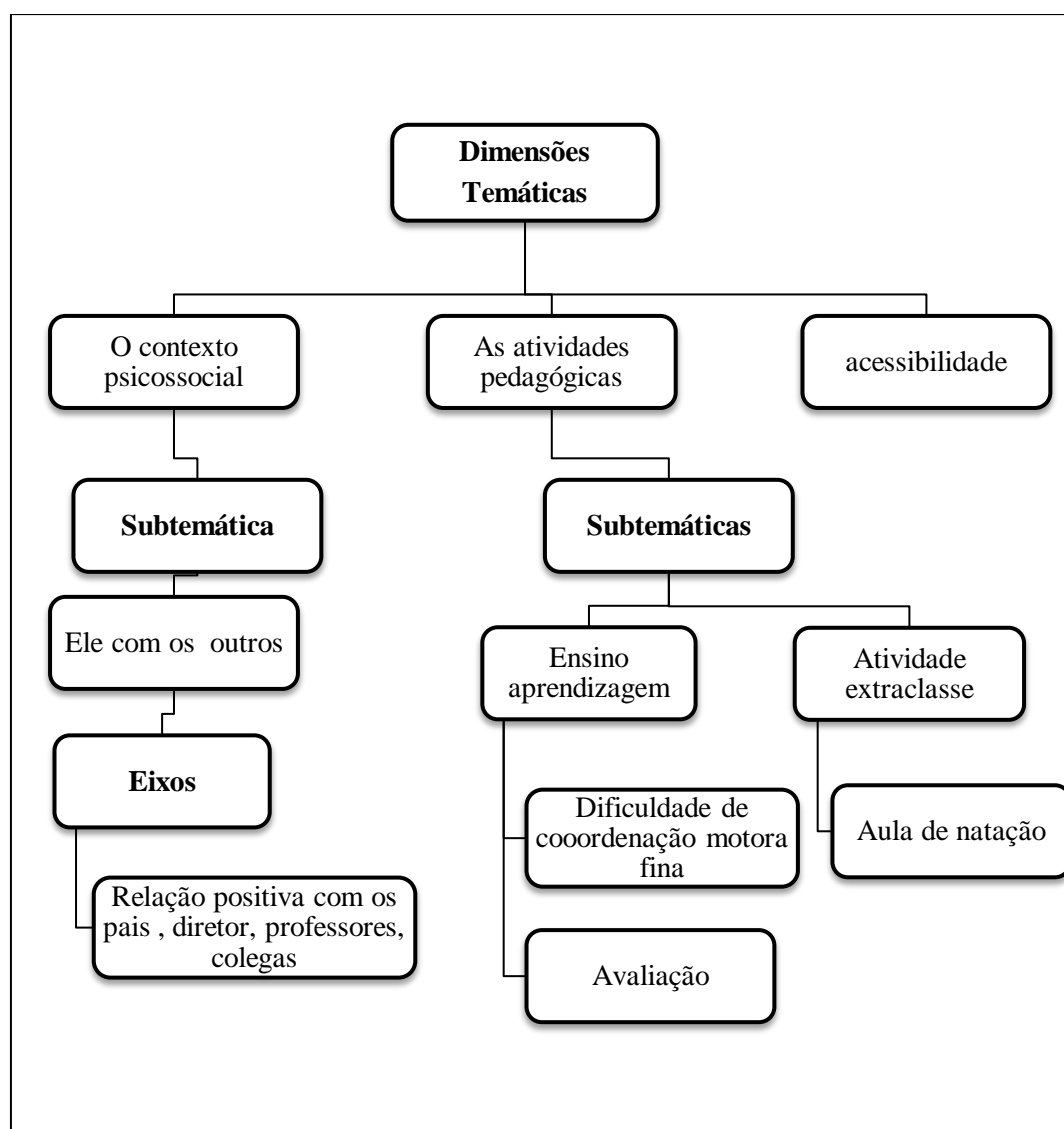 Dimensões
Temáticas
O contexto
psicossocial
As atividades
pedagógicas
acessibilidade
Subtemática
Subtemáticas
Ele com os outros
Ensino
aprendizagem
Atividade
extraclasse
Eixos
Dificuldade de
cooordenação motora
fina
Aula de natação
Relação positiva com os
pais , diretor, professores,
colegas
Avaliação